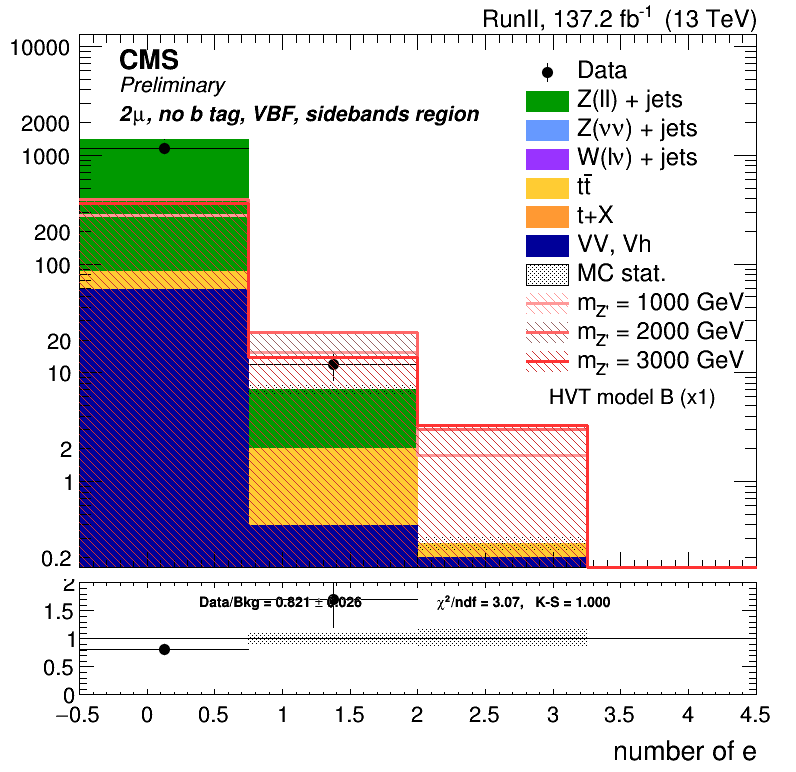 RunII, 137.2 fb⁻¹ (13 TeV)
CMS
Preliminary
2μ, no b tag, VBF, sidebands region
Data
Z(ll) + jets
Z(νν) + jets
W(lν) + jets
tt̄
t+X
VV, Vh
MC stat.
m_Z' = 1000 GeV
m_Z' = 2000 GeV
m_Z' = 3000 GeV
HVT model B (x1)
10000
2000
1000
200
100
20
10
2
1
0.2
Data/Bkg = 0.821 ± 0.026 χ²/ndf = 3.07, K-S = 1.000
2
1.5
1
0.5
0
−0.5 0 0.5 1 1.5 2 2.5 3 3.5 4 4.5
number of e